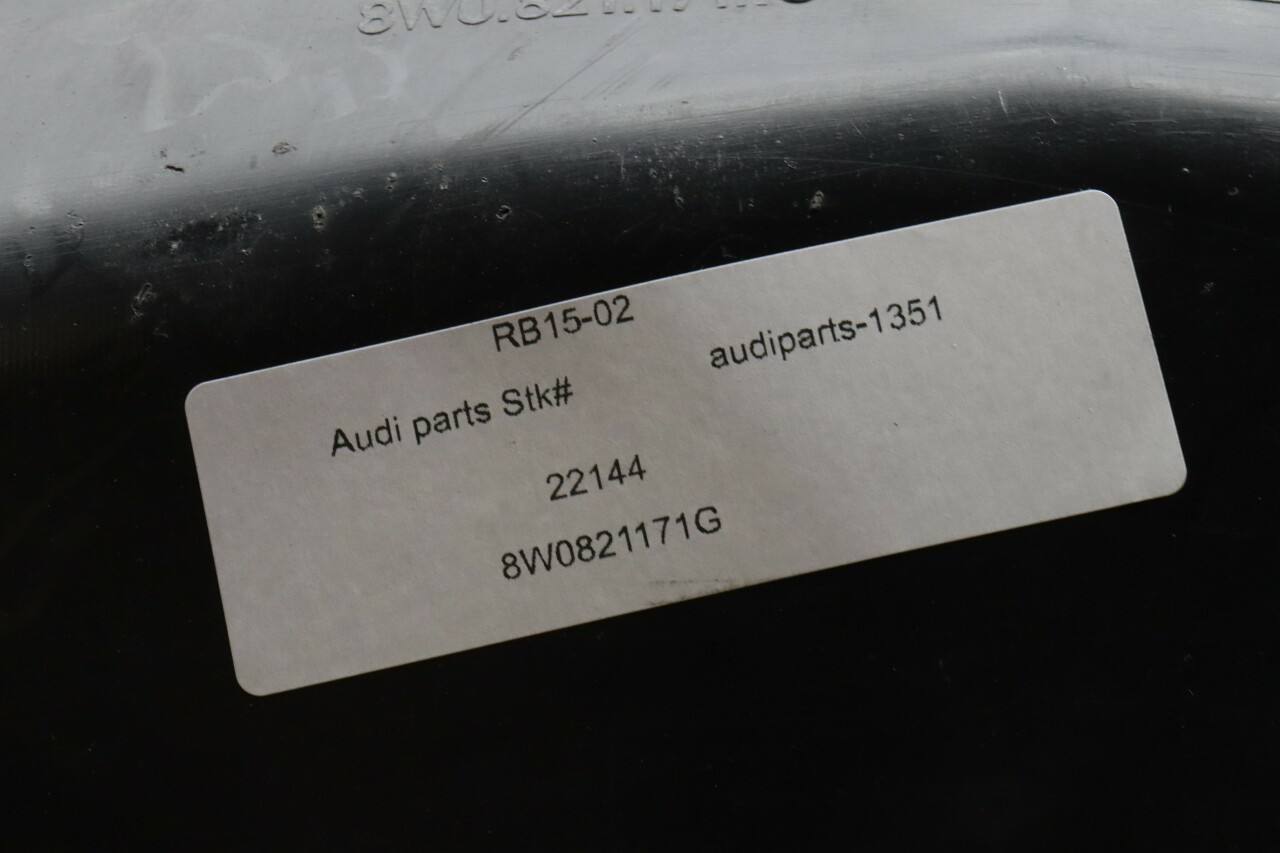 RB15-02
Audi parts Stk# audiparts-1351
22144
8W0821171G